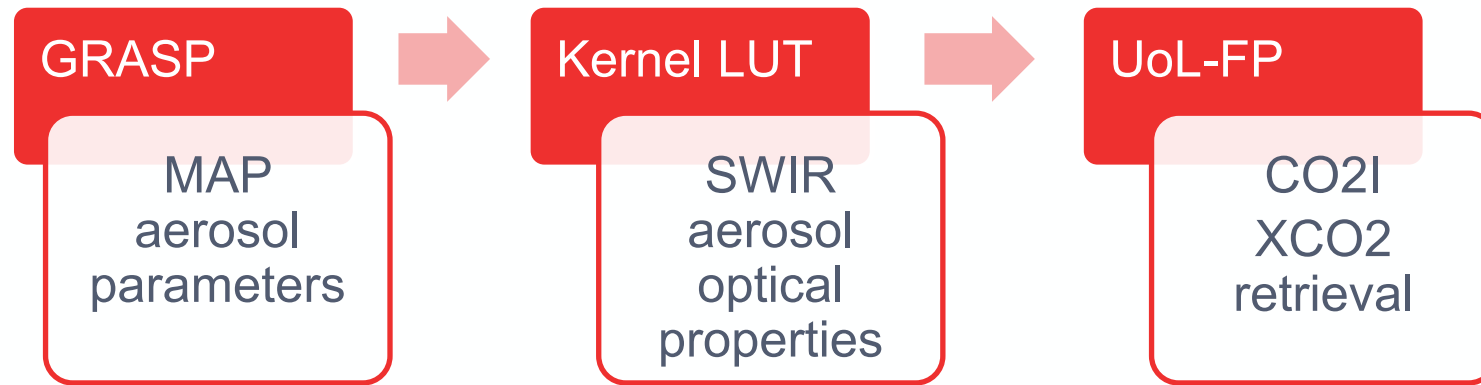 GRASP
MAP
aerosol
parameters
Kernel LUT
SWIR
aerosol
optical
properties
UoL-FP
CO2I
XCO2
retrieval